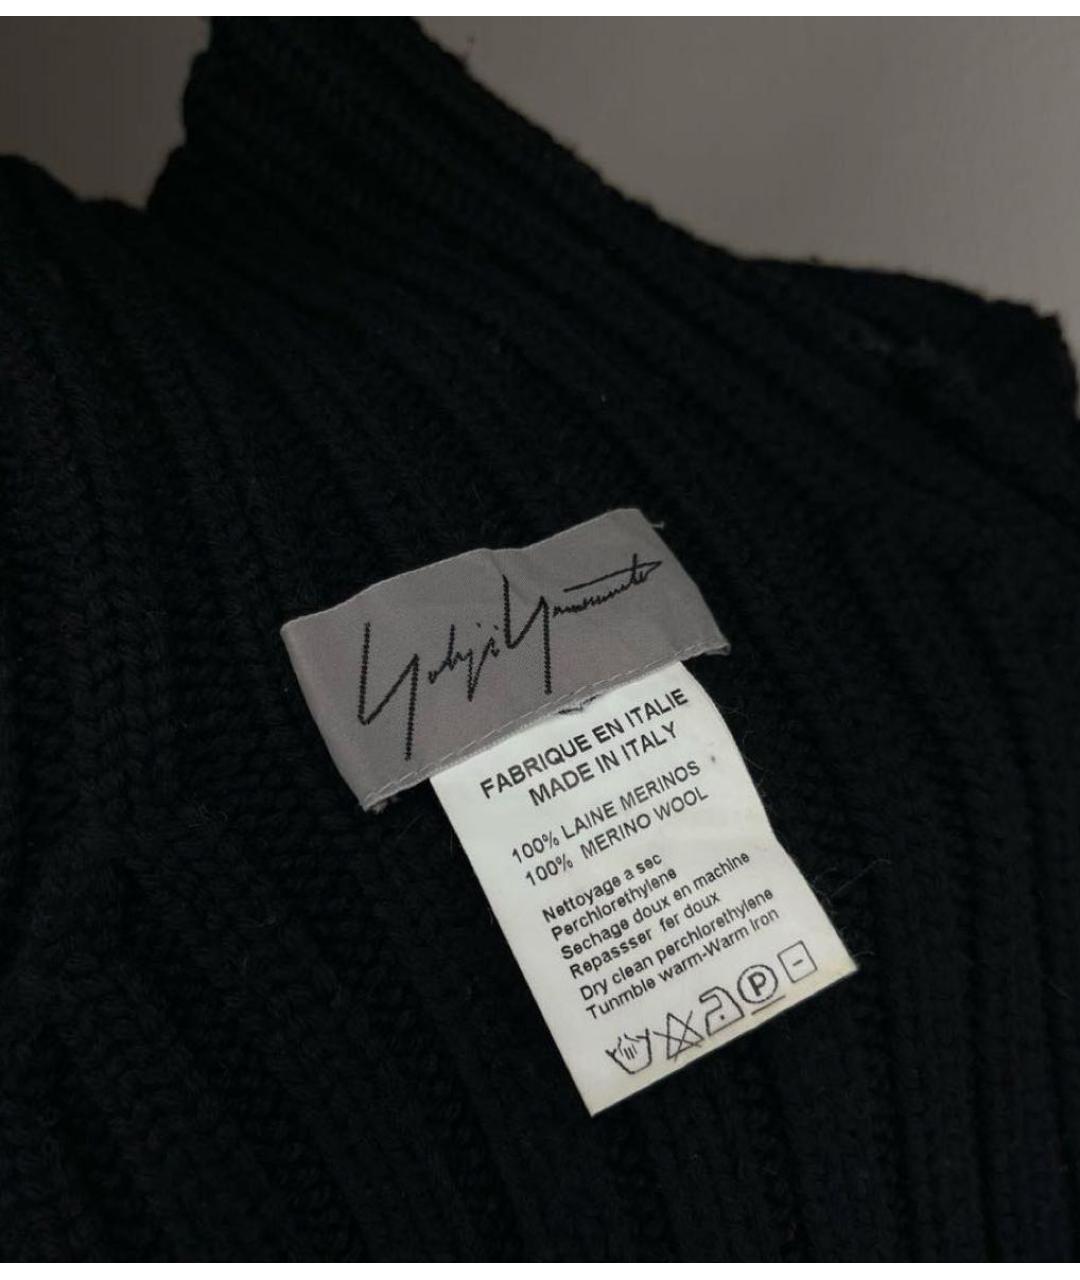 Yohji Yamamoto
FABRIQUE EN ITALIE
MADE IN ITALY
100% LAINE MERINOS
100% MERINO WOOL
Nettoyage a sec
Perchlorethylene
Sechage doux en machine
Repassser fer doux
Dry clean perchlorethylene
Tunmble warm-Warm Iron
P